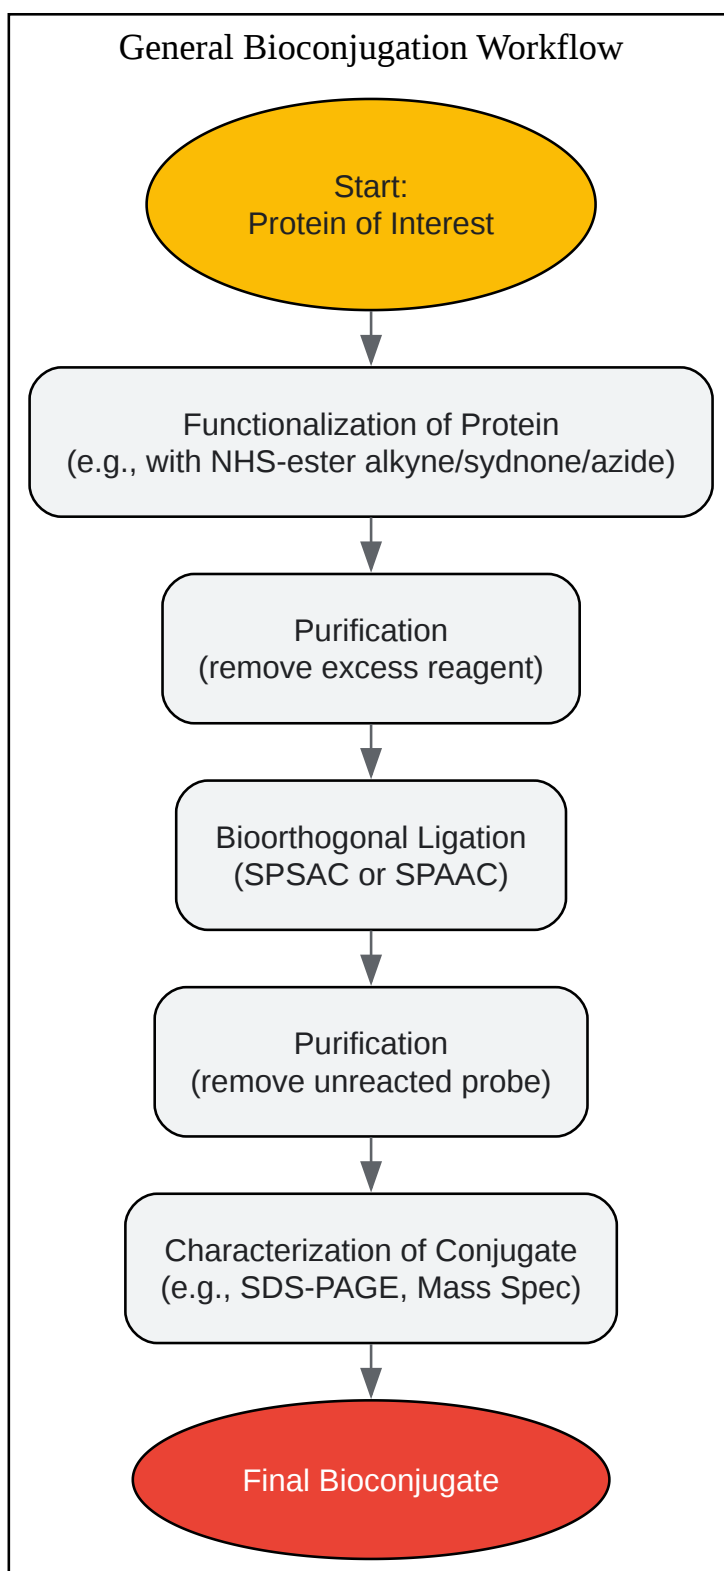 General Bioconjugation Workflow
Start:
Protein of Interest
Functionalization of Protein
(e.g., with NHS-ester alkyne/sydnone/azide)
Purification
(remove excess reagent)
Bioorthogonal Ligation
(SPSAC or SPAAC)
Purification
(remove unreacted probe)
Characterization of Conjugate
(e.g., SDS-PAGE, Mass Spec)
Final Bioconjugate